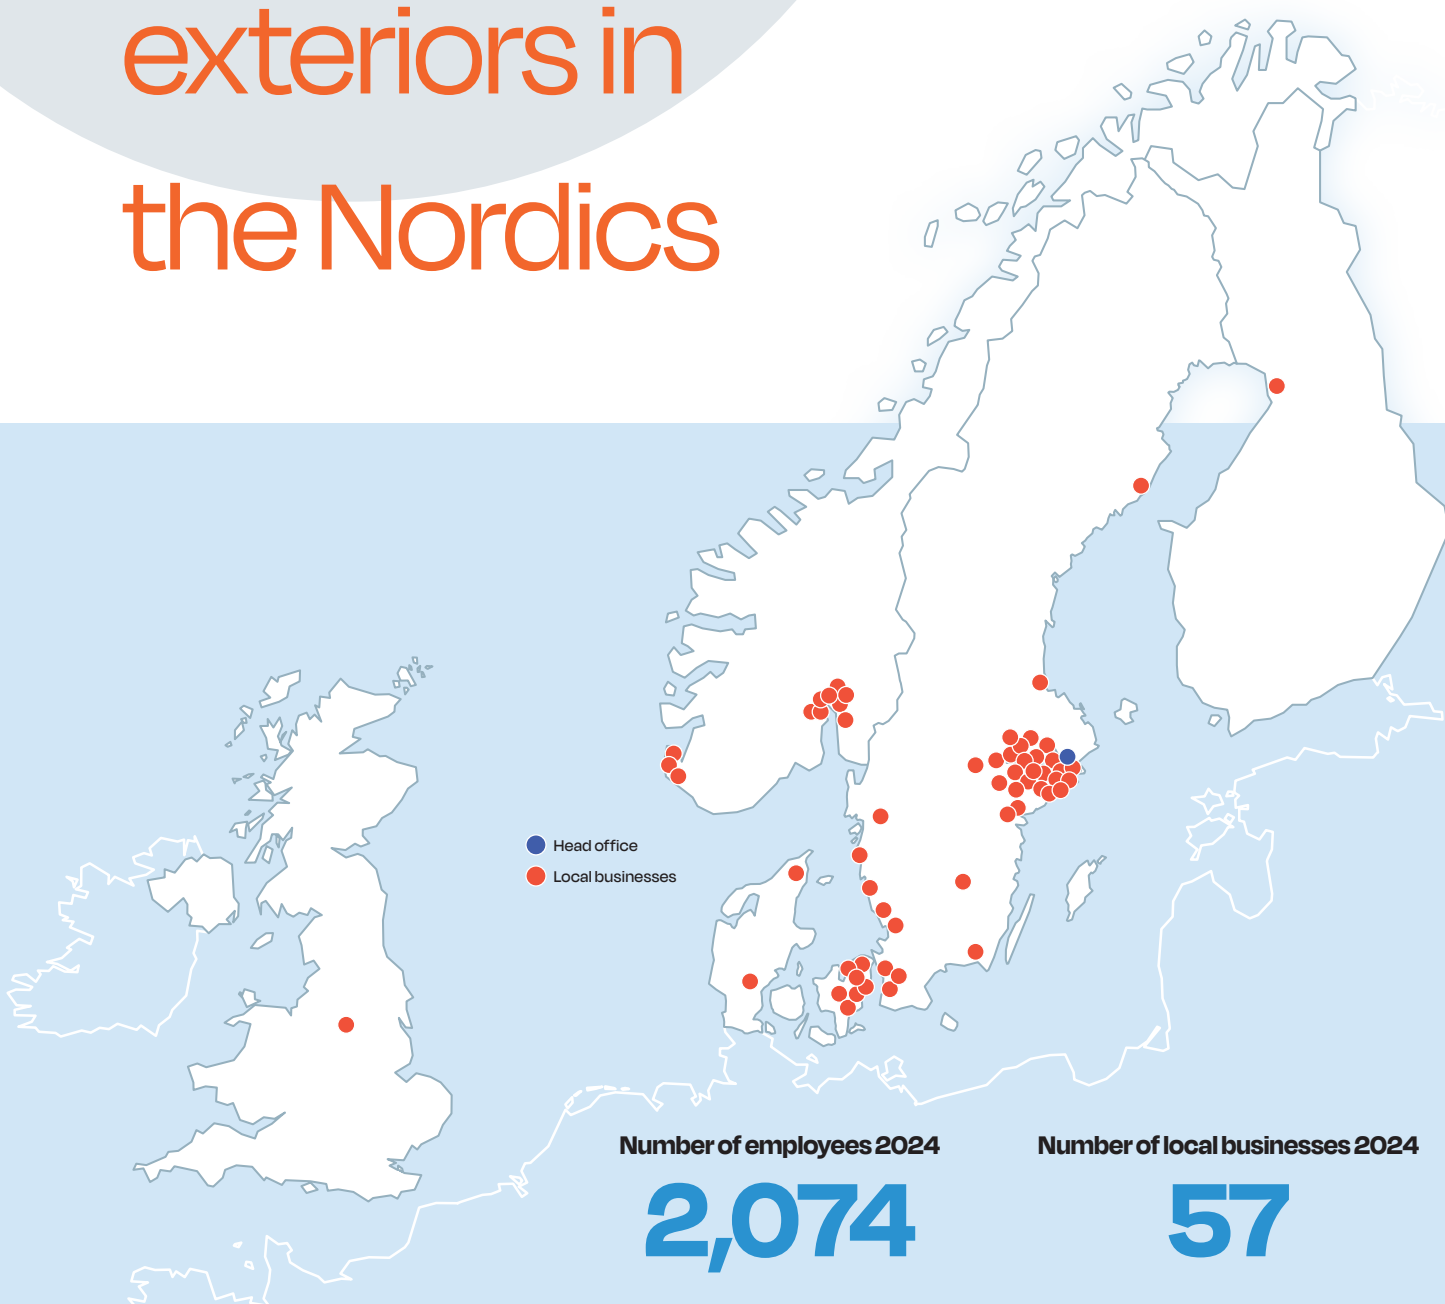 exteriors in
the Nordics
Head office
Local businesses
Number of employees 2024
2,074
Number of local businesses 2024
57